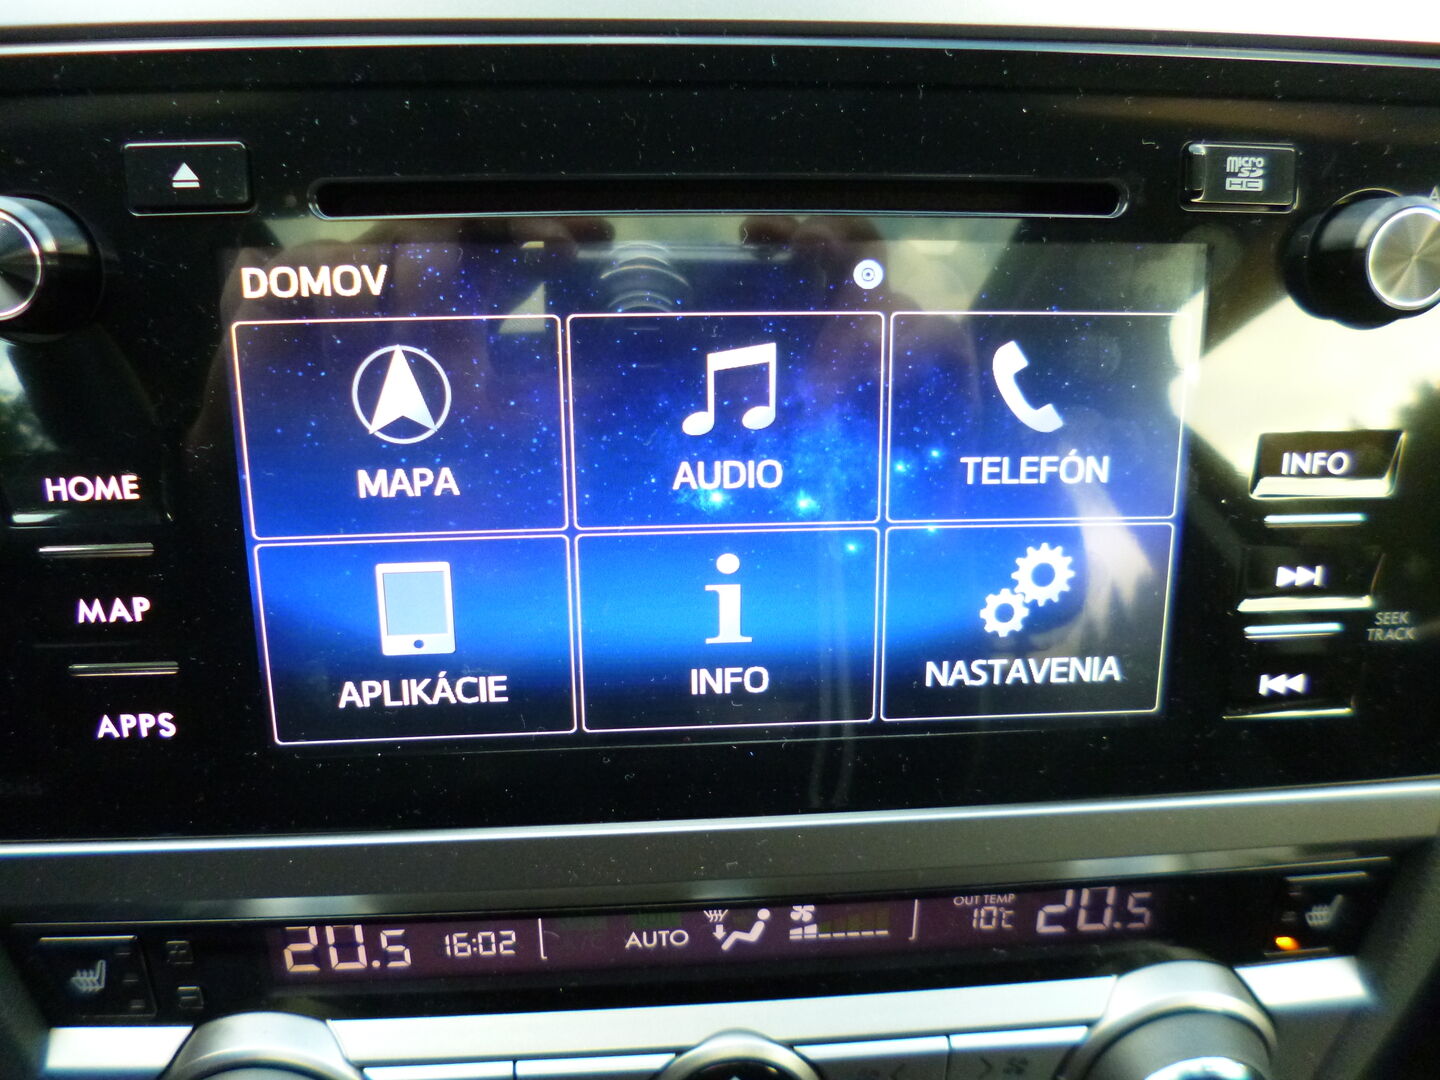 micro
SD
HC
DOMOV
MAPA
AUDIO
TELEFÓN
APLIKÁCIE
INFO
NASTAVENIA
HOME
MAP
APPS
INFO
SEEK
TRACK
20.5
16:02
AUTO
OUT TEMP
10°C
20.5